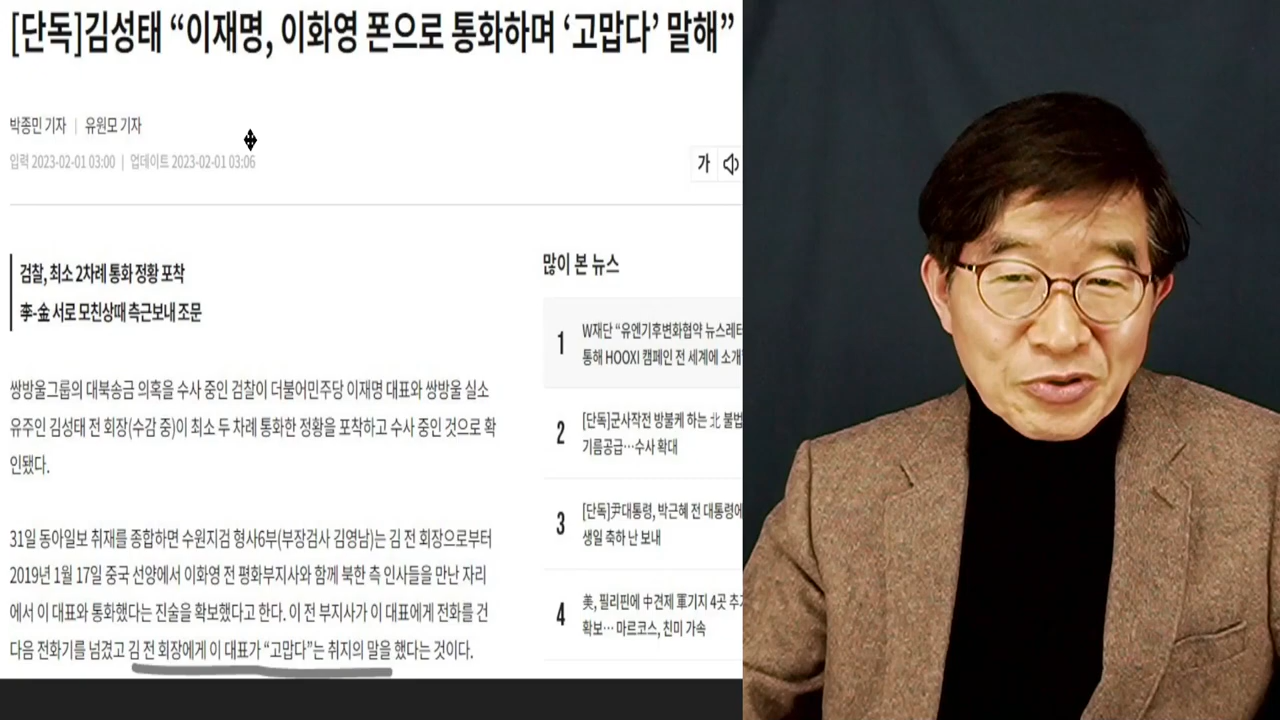 [단독]김성태 “이재명, 이화영 폰으로 통화하며 ‘고맙다’ 말해”
박종민 기자 | 유원모 기자
입력 2023-02-01 03:00 | 업데이트 2023-02-01 03:06
가
검찰, 최소 2차례 통화 정황 포착
李-金 서로 모친상때 측근보내 조문
쌍방울그룹의 대북송금 의혹을 수사 중인 검찰이 더불어민주당 이재명 대표와 쌍방울 실소
유주인 김성태 전 회장(수감 중)이 최소 두 차례 통화한 정황을 포착하고 수사 중인 것으로 확
인됐다.
31일 동아일보 취재를 종합하면 수원지검 형사6부(부장검사 김영남)는 김 전 회장으로부터
2019년 1월 17일 중국 선양에서 이화영 전 평화부지사와 함께 북한 측 인사들을 만난 자리
에서 이 대표와 통화했다는 진술을 확보했다고 한다. 이 전 부지사가 이 대표에게 전화를 건
다음 전화기를 넘겼고 김 전 회장에게 이 대표가 “고맙다”는 취지의 말을 했다는 것이다.
많이 본 뉴스
1
W재단 “유엔기후변화협약 뉴스레터
통해 HOOXI 캠페인 전 세계에 소개
2
[단독]군사작전 방불케 하는 北 불법
기름공급…수사 확대
3
[단독]尹대통령, 박근혜 전 대통령에
생일 축하 난 보내
4
美, 필리핀에 中견제 軍기지 4곳 추가
확보… 마르코스, 친미 가속